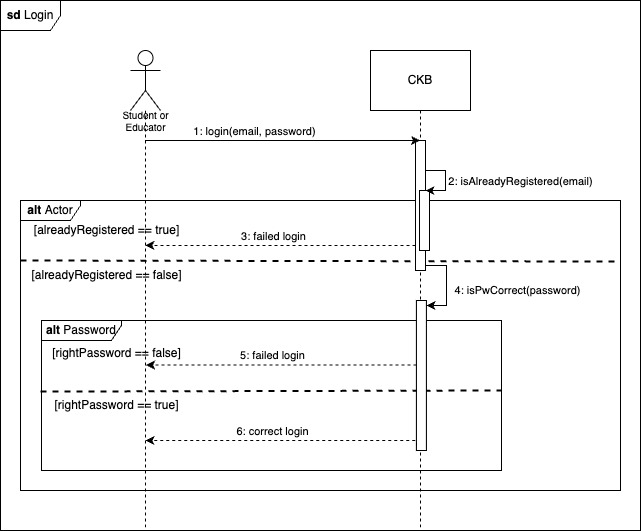 sd Login
Student or
Educator
CKB
1: login(email, password)
2: isAlreadyRegistered(email)
alt Actor
[alreadyRegistered == true]
3: failed login
[alreadyRegistered == false]
4: isPwCorrect(password)
alt Password
[rightPassword == false]
5: failed login
[rightPassword == true]
6: correct login